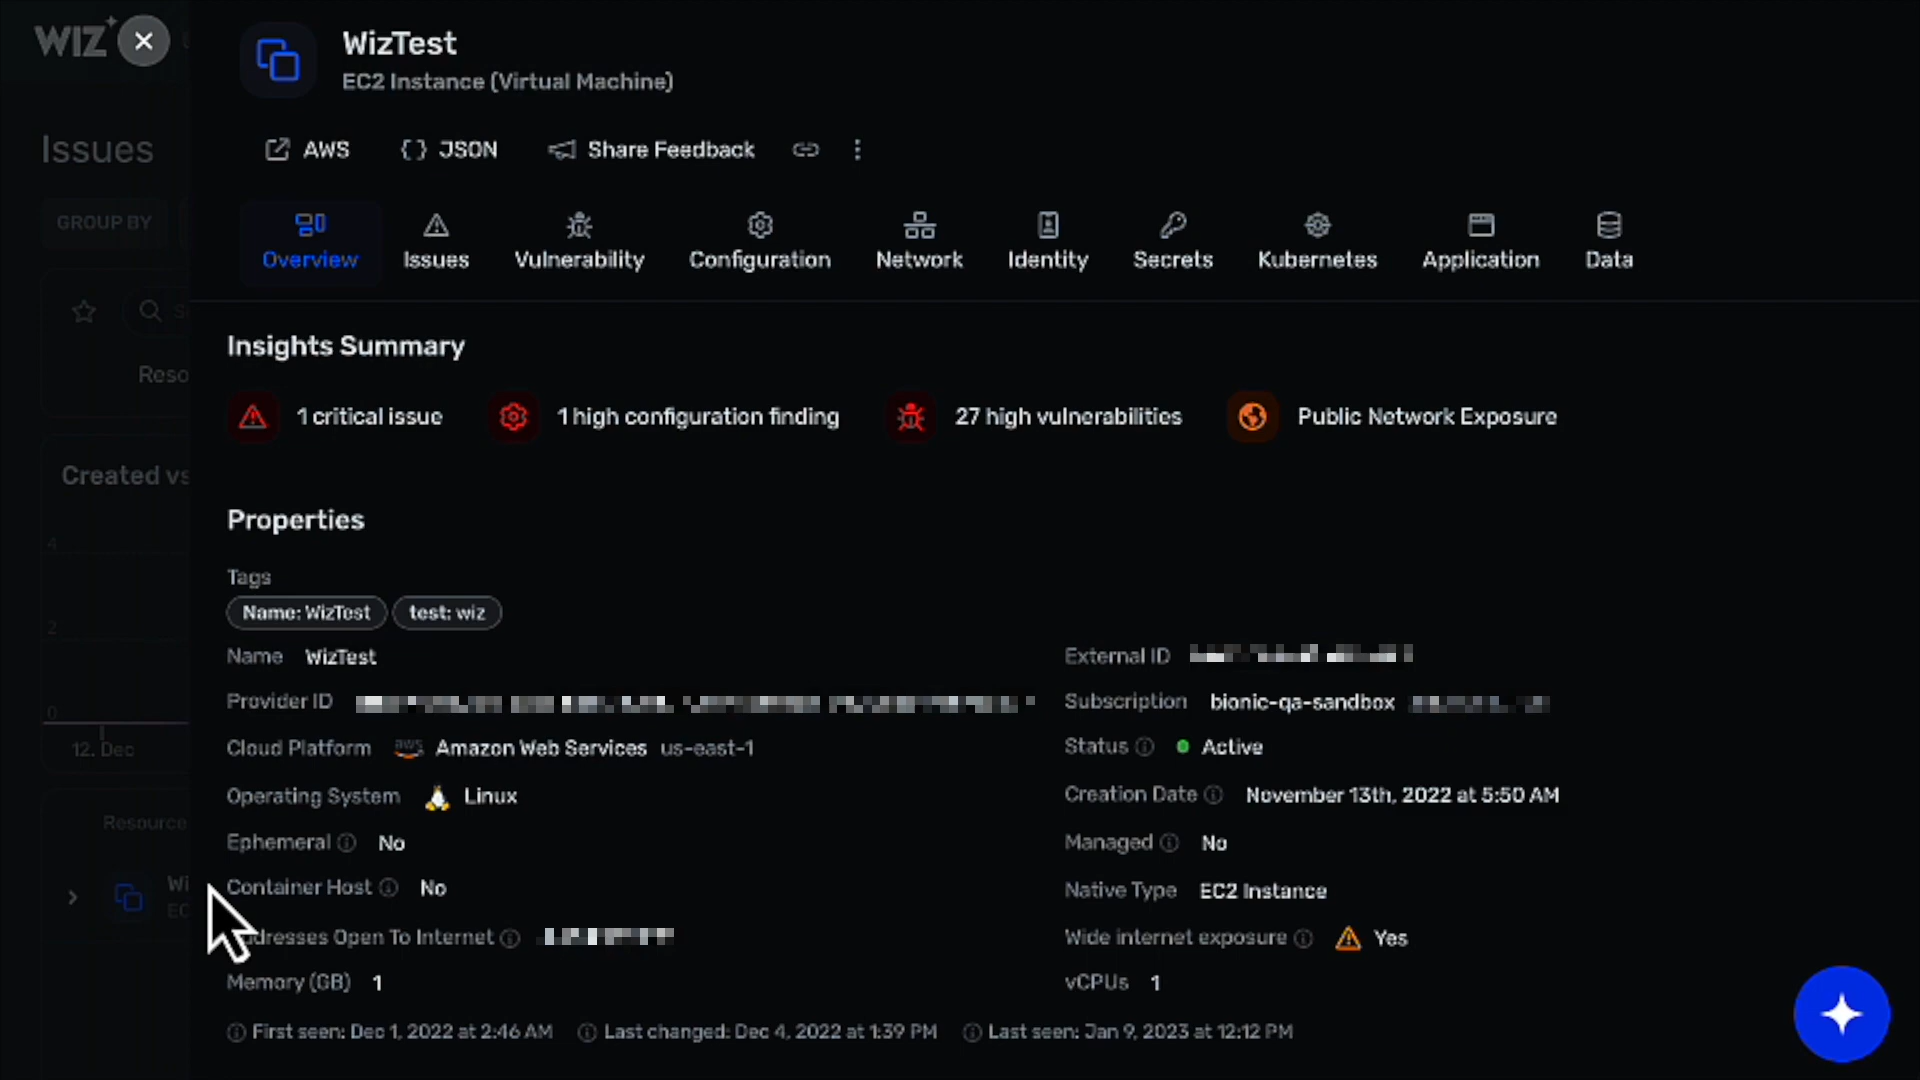 WIZ
WizTest
EC2 Instance (Virtual Machine)
AWS
{} JSON
Share Feedback
Issues
GROUP BY
Overview
Issues
Vulnerability
Configuration
Network
Identity
Secrets
Kubernetes
Application
Data
Insights Summary
1 critical issue
1 high configuration finding
27 high vulnerabilities
Public Network Exposure
Created vs
4
2
0
12. Dec
Resource
Properties
Tags
Name: WizTest
test: wiz
Name WizTest
External ID
Provider ID
Subscription bionic-qa-sandbox
Cloud Platform aws Amazon Web Services us-east-1
Status Active
Operating System Linux
Creation Date November 13th, 2022 at 5:50 AM
Ephemeral No
Managed No
Container Host No
Native Type EC2 Instance
Open To Internet
Wide internet exposure Yes
Memory (GB) 1
vCPUs 1
First seen: Dec 1, 2022 at 2:46 AM
Last changed: Dec 4, 2022 at 1:39 PM
Last seen: Jan 9, 2023 at 12:12 PM